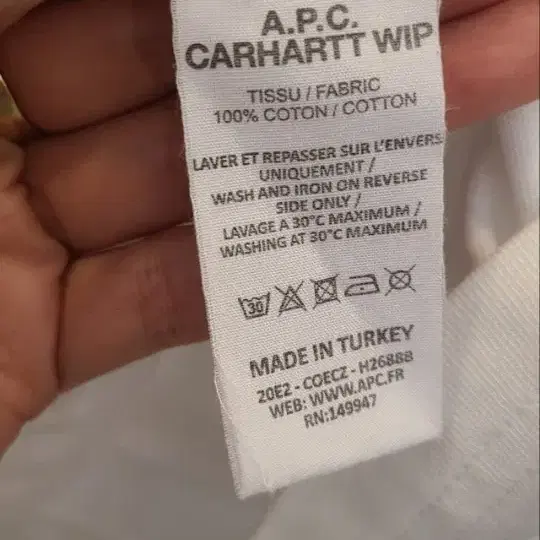 A.P.C.
CARHARTT WIP
TISSU / FABRIC
100% COTON / COTTON
LAVER ET REPASSER SUR L'ENVERS
UNIQUEMENT /
WASH AND IRON ON REVERSE
SIDE ONLY /
LAVAGE A 30°C MAXIMUM /
WASHING AT 30°C MAXIMUM
30
MADE IN TURKEY
20E2 - COECZ - H26888
WEB: WWW.APC.FR
RN:149947